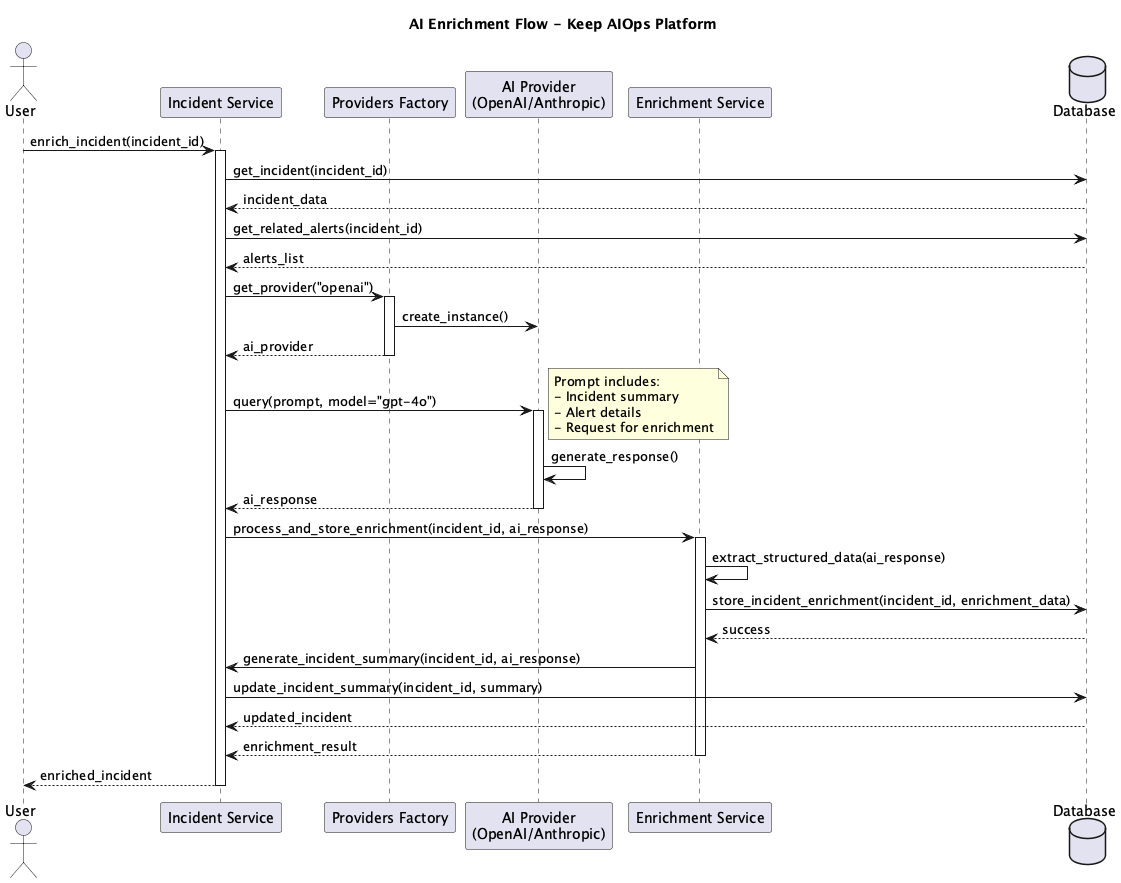 AI Enrichment Flow - Keep AIOps Platform
User
Incident Service
Providers Factory
AI Provider
(OpenAI/Anthropic)
Enrichment Service
Database
enrich_incident(incident_id)
get_incident(incident_id)
incident_data
get_related_alerts(incident_id)
alerts_list
get_provider("openai")
create_instance()
ai_provider
Prompt includes:
- Incident summary
- Alert details
- Request for enrichment
query(prompt, model="gpt-4o")
generate_response()
ai_response
process_and_store_enrichment(incident_id, ai_response)
extract_structured_data(ai_response)
store_incident_enrichment(incident_id, enrichment_data)
success
generate_incident_summary(incident_id, ai_response)
update_incident_summary(incident_id, summary)
updated_incident
enrichment_result
enriched_incident
User
Incident Service
Providers Factory
AI Provider
(OpenAI/Anthropic)
Enrichment Service
Database